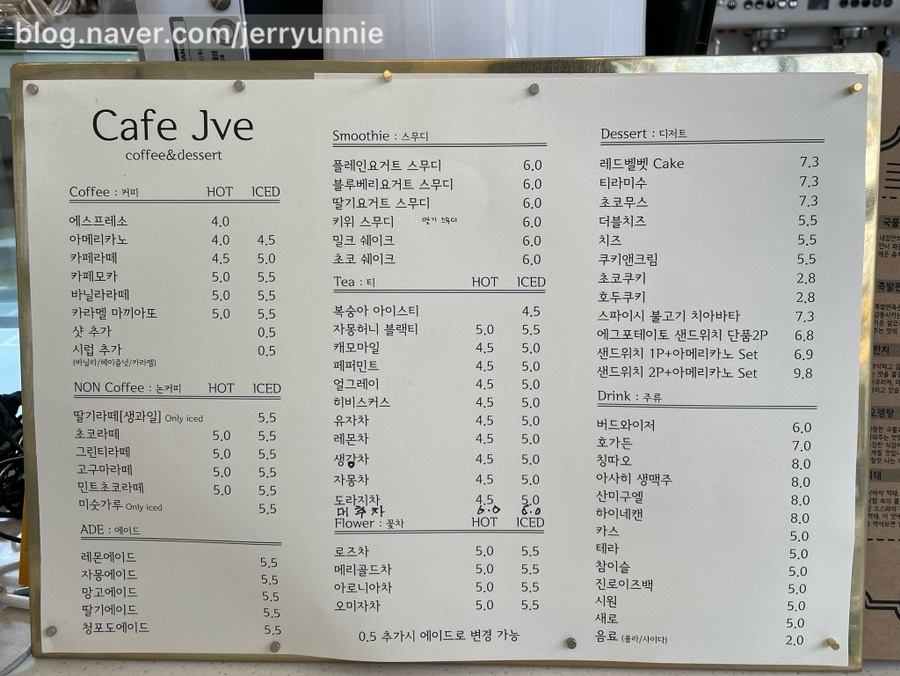 blog.naver.com/jerryunnie
Cafe Jve
coffee&dessert
Coffee : 커피 HOT ICED
에스프레소 4.0
아메리카노 4.0 4.5
카페라떼 4.5 5.0
카페모카 5.0 5.5
바닐라라떼 5.0 5.5
카라멜 마끼아또 5.0 5.5
샷 추가 0.5
시럽 추가 0.5
(바닐라/헤이즐넛/카라멜)
NON Coffee : 논커피 HOT ICED
딸기라떼[생과일] Only iced 5.5
초코라떼 5.0 5.5
그린티라떼 5.0 5.5
고구마라떼 5.0 5.5
민트초코라떼 5.0 5.5
미숫가루 Only iced 5.5
ADE : 에이드
레몬에이드 5.5
자몽에이드 5.5
망고에이드 5.5
딸기에이드 5.5
청포도에이드 5.5
Smoothie : 스무디
플레인요거트 스무디 6.0
블루베리요거트 스무디 6.0
딸기요거트 스무디 6.0
키위 스무디 딸기 스무디 6.0
밀크 쉐이크 6.0
초코 쉐이크 6.0
Tea : 티 HOT ICED
복숭아 아이스티 4.5
자몽허니 블랙티 5.0 5.5
캐모마일 4.5 5.0
페퍼민트 4.5 5.0
얼그레이 4.5 5.0
히비스커스 4.5 5.0
유자차 4.5 5.0
레몬차 4.5 5.0
생강차 4.5 5.0
자몽차 4.5 5.0
도라지차 4.5 5.0
대추차 6.0 6.0
Flower : 꽃차 HOT ICED
로즈차 5.0 5.5
메리골드차 5.0 5.5
아로니아차 5.0 5.5
오미자차 5.0 5.5
0.5 추가시 에이드로 변경 가능
Dessert : 디저트
레드벨벳 Cake 7.3
티라미수 7.3
초코무스 7.3
더블치즈 5.5
치즈 5.5
쿠키앤크림 5.5
초코쿠키 2.8
호두쿠키 2.8
스파이시 불고기 치아바타 7.3
에그포테이토 샌드위치 단품2P 6.8
샌드위치 1P+아메리카노 Set 6.9
샌드위치 2P+아메리카노 Set 9.8
Drink : 주류
버드와이저 6.0
호가든 7.0
칭따오 8.0
아사히 생맥주 8.0
산미구엘 8.0
하이네캔 8.0
카스 5.0
테라 5.0
참이슬 5.0
진로이즈백 5.0
시원 5.0
새로 5.0
음료 (콜라/사이다) 2.0